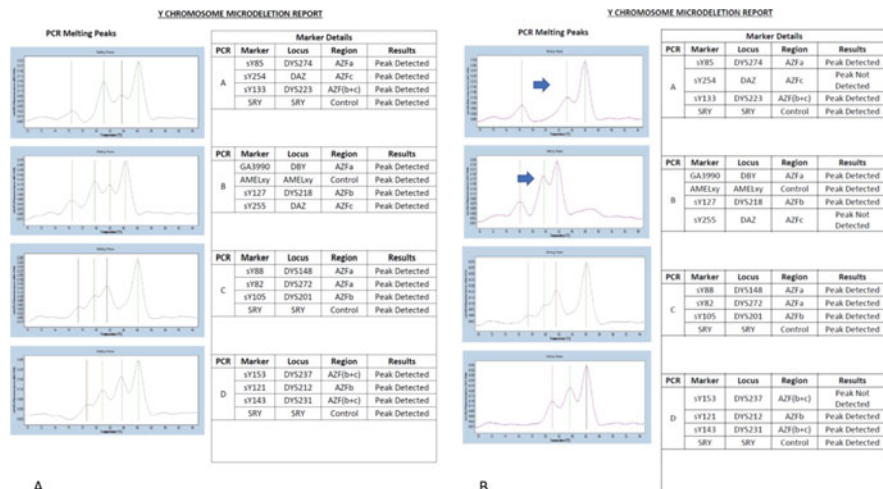 Y CHROMOSOME MICRODELETION REPORT
PCR Melting Peaks
Marker Details
PCR Marker Locus Region Results
A
sY85 DYS274 AZFa Peak Detected
sY254 DAZ AZFc Peak Detected
sY133 DYS223 AZF(b+c) Peak Detected
SRY SRY Control Peak Detected
PCR Marker Locus Region Results
B
GA3990 DBY AZFa Peak Detected
AMELxy AMELxy Control Peak Detected
sY127 DYS218 AZFb Peak Detected
sY255 DAZ AZFc Peak Detected
PCR Marker Locus Region Results
C
sY88 DYS148 AZFa Peak Detected
sY82 DYS272 AZFa Peak Detected
sY105 DYS201 AZFb Peak Detected
SRY SRY Control Peak Detected
PCR Marker Locus Region Results
D
sY153 DYS237 AZF(b+c) Peak Detected
sY121 DYS212 AZFb Peak Detected
sY143 DYS231 AZF(b+c) Peak Detected
SRY SRY Control Peak Detected
A
Y CHROMOSOME MICRODELETION REPORT
PCR Melting Peaks
Marker Details
PCR Marker Locus Region Results
A
sY85 DYS274 AZFa Peak Detected
sY254 DAZ AZFc Peak Not
Detected
sY133 DYS223 AZF(b+c) Peak Detected
SRY SRY Control Peak Detected
PCR Marker Locus Region Results
B
GA3990 DBY AZFa Peak Detected
AMELxy AMELxy Control Peak Detected
sY127 DYS218 AZFb Peak Detected
sY255 DAZ AZFc Peak Not
Detected
PCR Marker Locus Region Results
C
sY88 DYS148 AZFa Peak Detected
sY82 DYS272 AZFa Peak Detected
sY105 DYS201 AZFb Peak Detected
SRY SRY Control Peak Detected
PCR Marker Locus Region Results
D
sY153 DYS237 AZF(b+c) Peak Not
Detected
sY121 DYS212 AZFb Peak Detected
sY143 DYS231 AZF(b+c) Peak Detected
SRY SRY Control Peak Detected
B